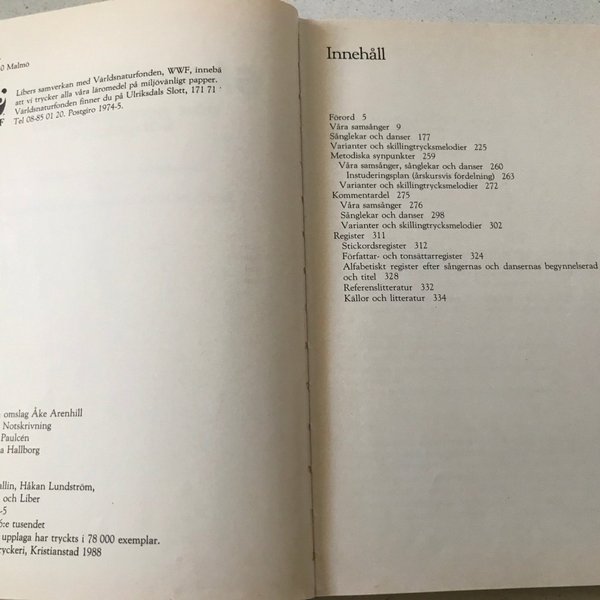 0 Malmö
Libers samverkan med Världsnaturfonden, WWF, innebä
att vi trycker alla våra läromedel på miljövänligt papper.
Världsnaturfonden finner du på Ulriksdals Slott, 171 71
Tel 08-85 01 20. Postgiro 1974-5.
F
omslag Åke Arenhill
Notskrivning
Paulcén
a Hallborg
allin, Håkan Lundström,
och Liber
-5
6:e tusendet
upplaga har tryckts i 78 000 exemplar.
ryckeri, Kristianstad 1988
Innehåll
Förord 5
Våra samsånger 9
Sånglekar och danser 177
Varianter och skillingtrycksmelodier 225
Metodiska synpunkter 259
Våra samsånger, sånglekar och danser 260
Instuderingsplan (årskursvis fördelning) 263
Varianter och skillingtrycksmelodier 272
Kommentardel 275
Våra samsånger 276
Sånglekar och danser 298
Varianter och skillingtrycksmelodier 302
Register 311
Stickordsregister 312
Författar- och tonsättarregister 324
Alfabetiskt register efter sångernas och dansernas begynnelserad
och titel 328
Referenslitteratur 332
Källor och litteratur 334